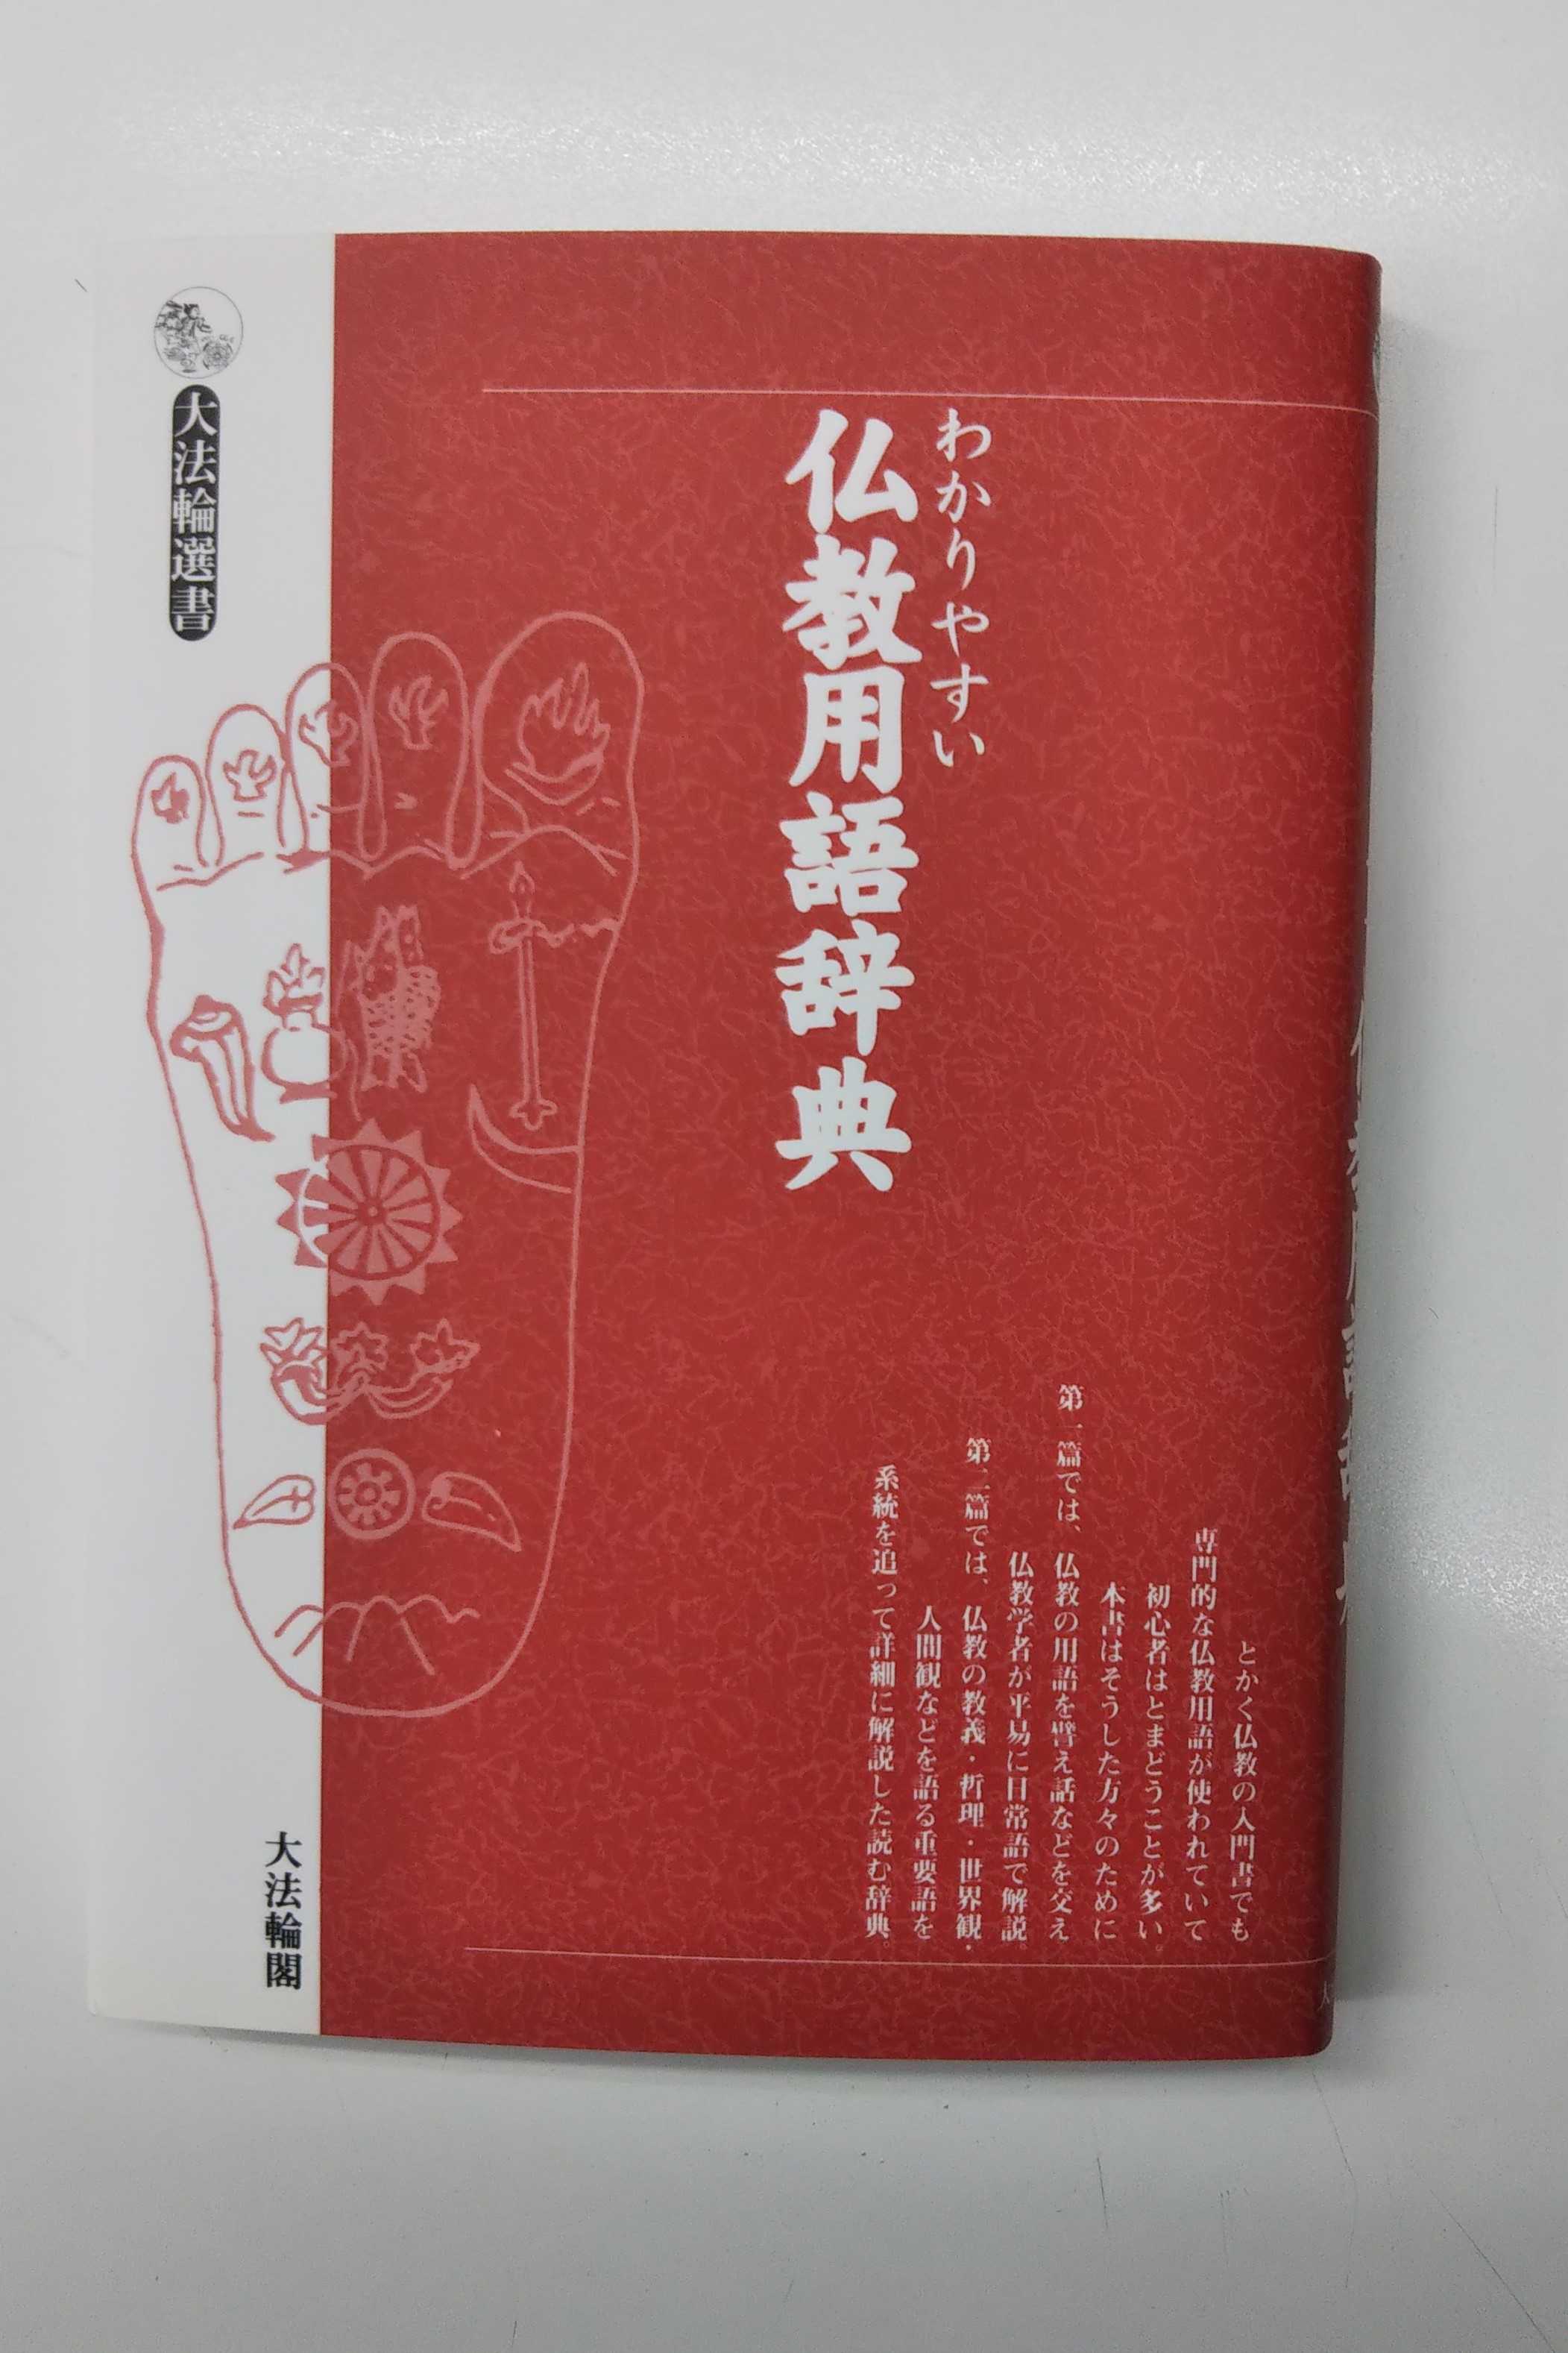 わかりやすい
仏教用語辞典
とかく仏教の入門書でも
専門的な仏教用語が使われていて
初心者はとまどうことが多い。
本書はそうした方々のために
第一篇では、仏教の用語を譬え話などを交え
仏教学者が平易に日常語で解説。
第二篇では、仏教の教義・哲理・世界観・
人間観などを語る重要語を
系統を追って詳細に解説した読む辞典。
大法輪選書
大法輪閣